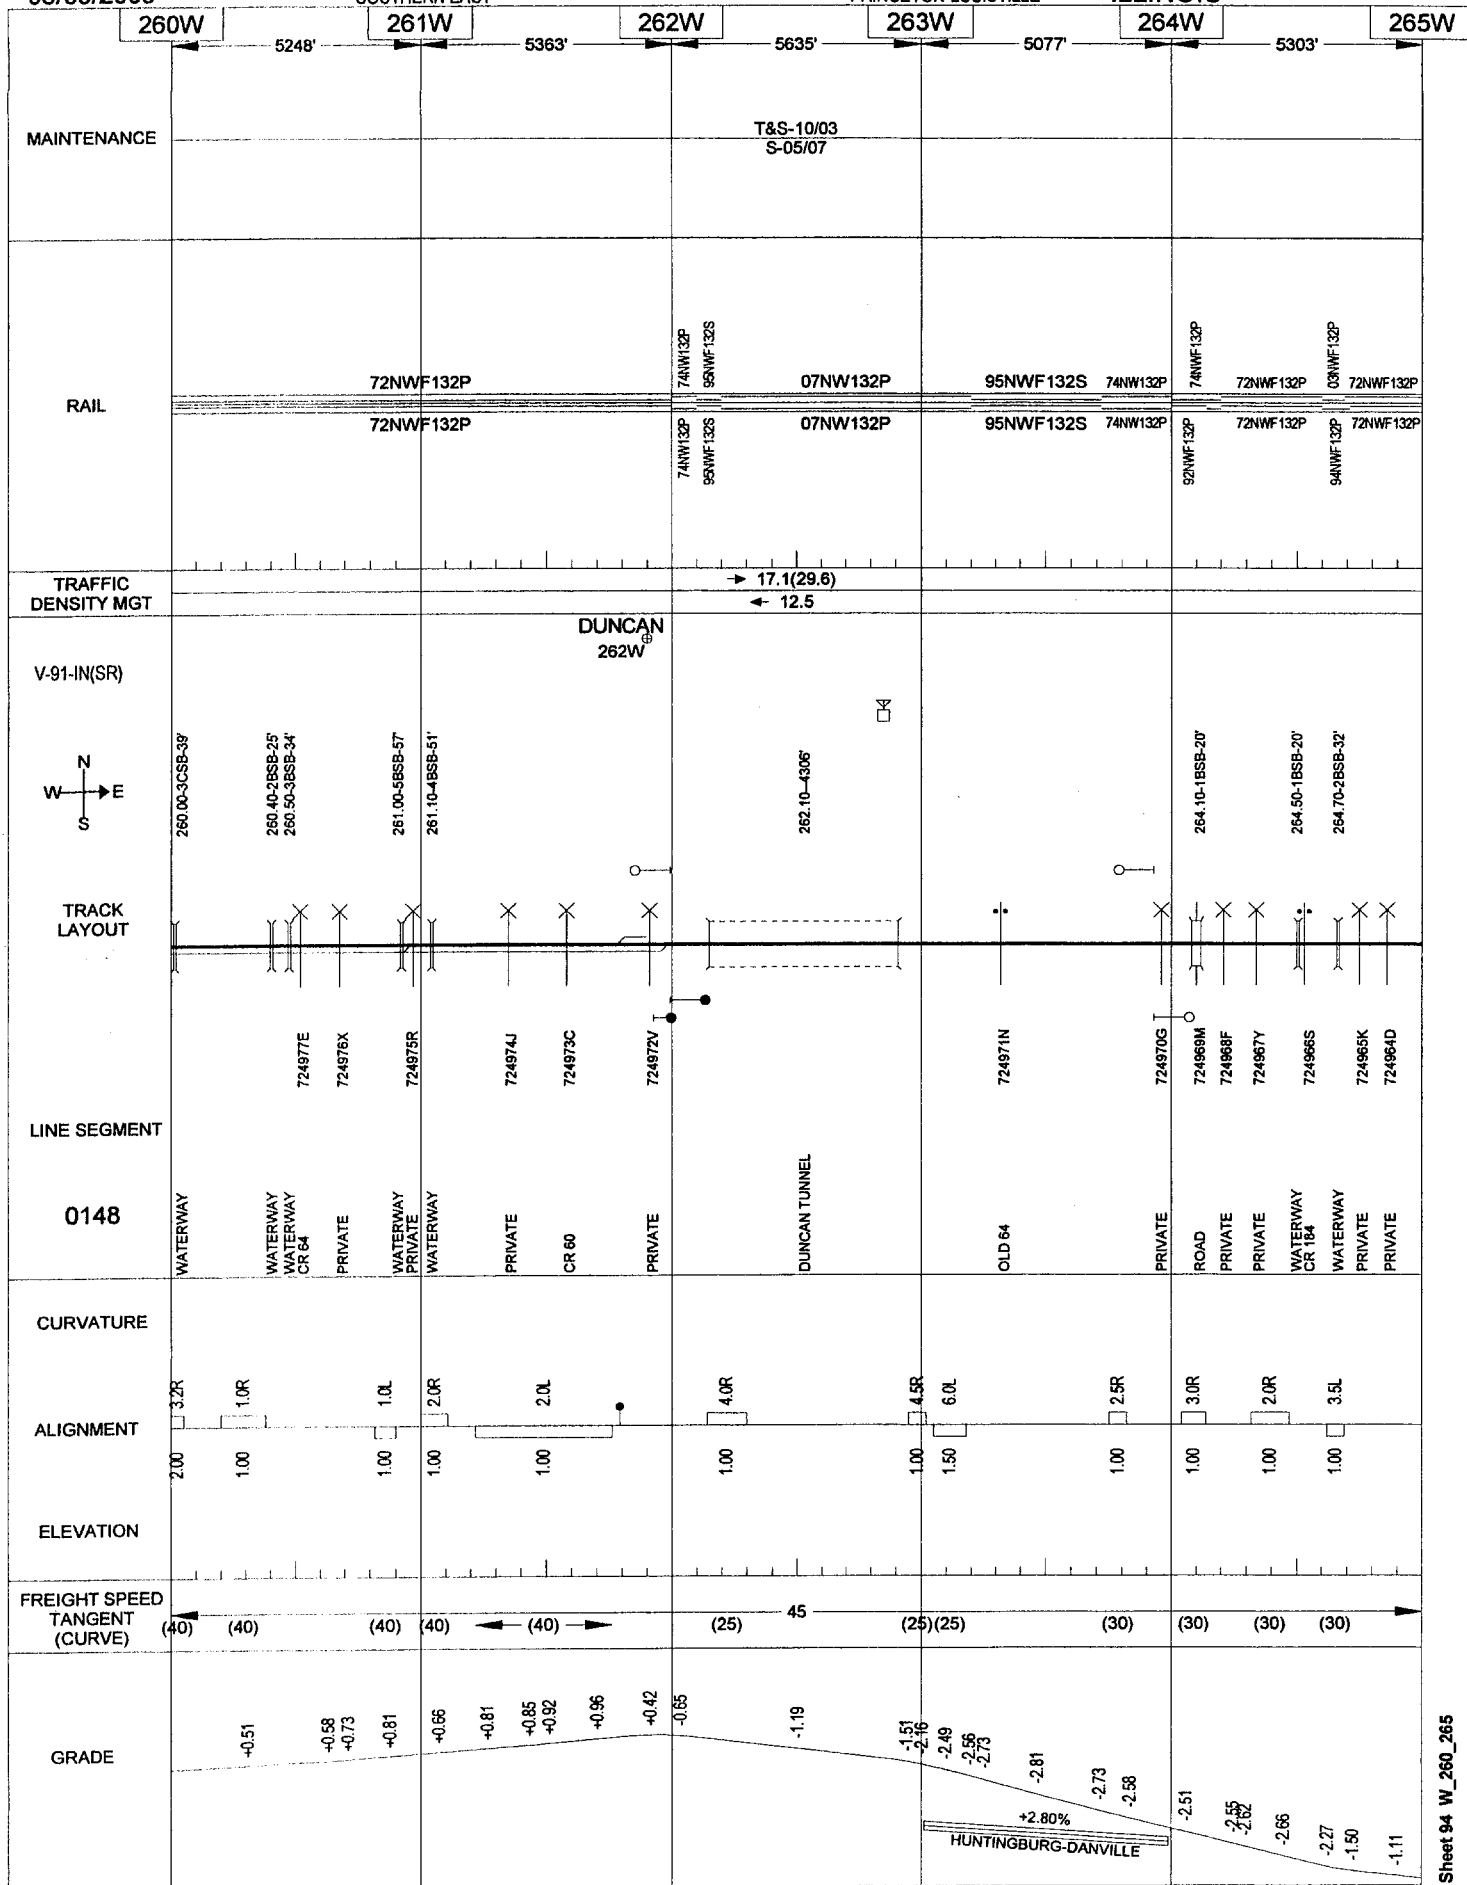 260W 261W 262W 263W 264W 265W
5248' 5363' 5635' 5077' 5303'
MAINTENANCE
T&S-10/03
S-05/07
RAIL
72NWF132P 74NW132P 95NWF132S 07NW132P 95NWF132S 74NW132P 74NWF132P 72NWF132P 03NWF132P 72NWF132P
72NWF132P 74NW132P 95NWF132S 07NW132P 95NWF132S 74NW132P 92NWF132P 72NWF132P 94NWF132P 72NWF132P
TRAFFIC
DENSITY MGT
17.1(29.6)
12.5
DUNCAN
262W
V-91-IN(SR)
N
W E
S
260.00-3CSB-39'
260.40-2BSB-25'
260.50-3BSB-34'
261.00-5BSB-57'
261.10-4BSB-51'
262.10--4306'
264.10-1BSB-20'
264.50-1BSB-20'
264.70-2BSB-32'
TRACK
LAYOUT
724977E
724976X
724975R
724974J
724973C
724972V
724971N
724970G
724969M
724968F
724967Y
724966S
724965K
724964D
LINE SEGMENT
0148
WATERWAY
WATERWAY
WATERWAY
CR 64
PRIVATE
WATERWAY
PRIVATE
WATERWAY
PRIVATE
CR 60
PRIVATE
DUNCAN TUNNEL
OLD 64
PRIVATE
ROAD
PRIVATE
PRIVATE
WATERWAY
CR 184
WATERWAY
PRIVATE
PRIVATE
CURVATURE
3.2R 1.0R 1.0L 2.0R 2.0L 4.0R 4.5R 6.0L 2.5R 3.0R 2.0R 3.5L
ALIGNMENT
2.00 1.00 1.00 1.00 1.00 1.00 1.00 1.50 1.00 1.00 1.00 1.00
ELEVATION
FREIGHT SPEED
TANGENT
(CURVE)
45
(40) (40) (40) (40) (40) (25) (25)(25) (30) (30) (30) (30)
GRADE
+0.51 +0.58 +0.73 +0.81 +0.66 +0.81 +0.85 +0.92 +0.96 +0.42 -0.65 -1.19 -1.51 -2.16 -2.49 -2.56 -2.73 -2.81 -2.73 -2.58 -2.51 -2.55 -2.62 -2.66 -2.27 -1.50 -1.11
+2.80%
HUNTINGBURG-DANVILLE
Sheet 94 W_260_265